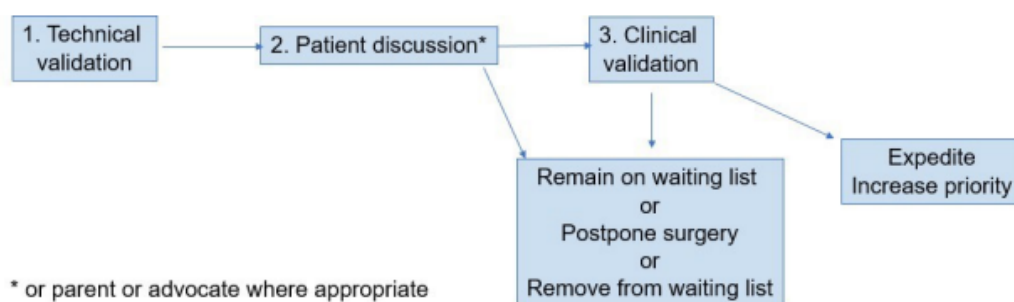 1. Technical
validation
2. Patient discussion*
3. Clinical
validation
Expedite
Increase priority
Remain on waiting list
or
Postpone surgery
or
Remove from waiting list
* or parent or advocate where appropriate